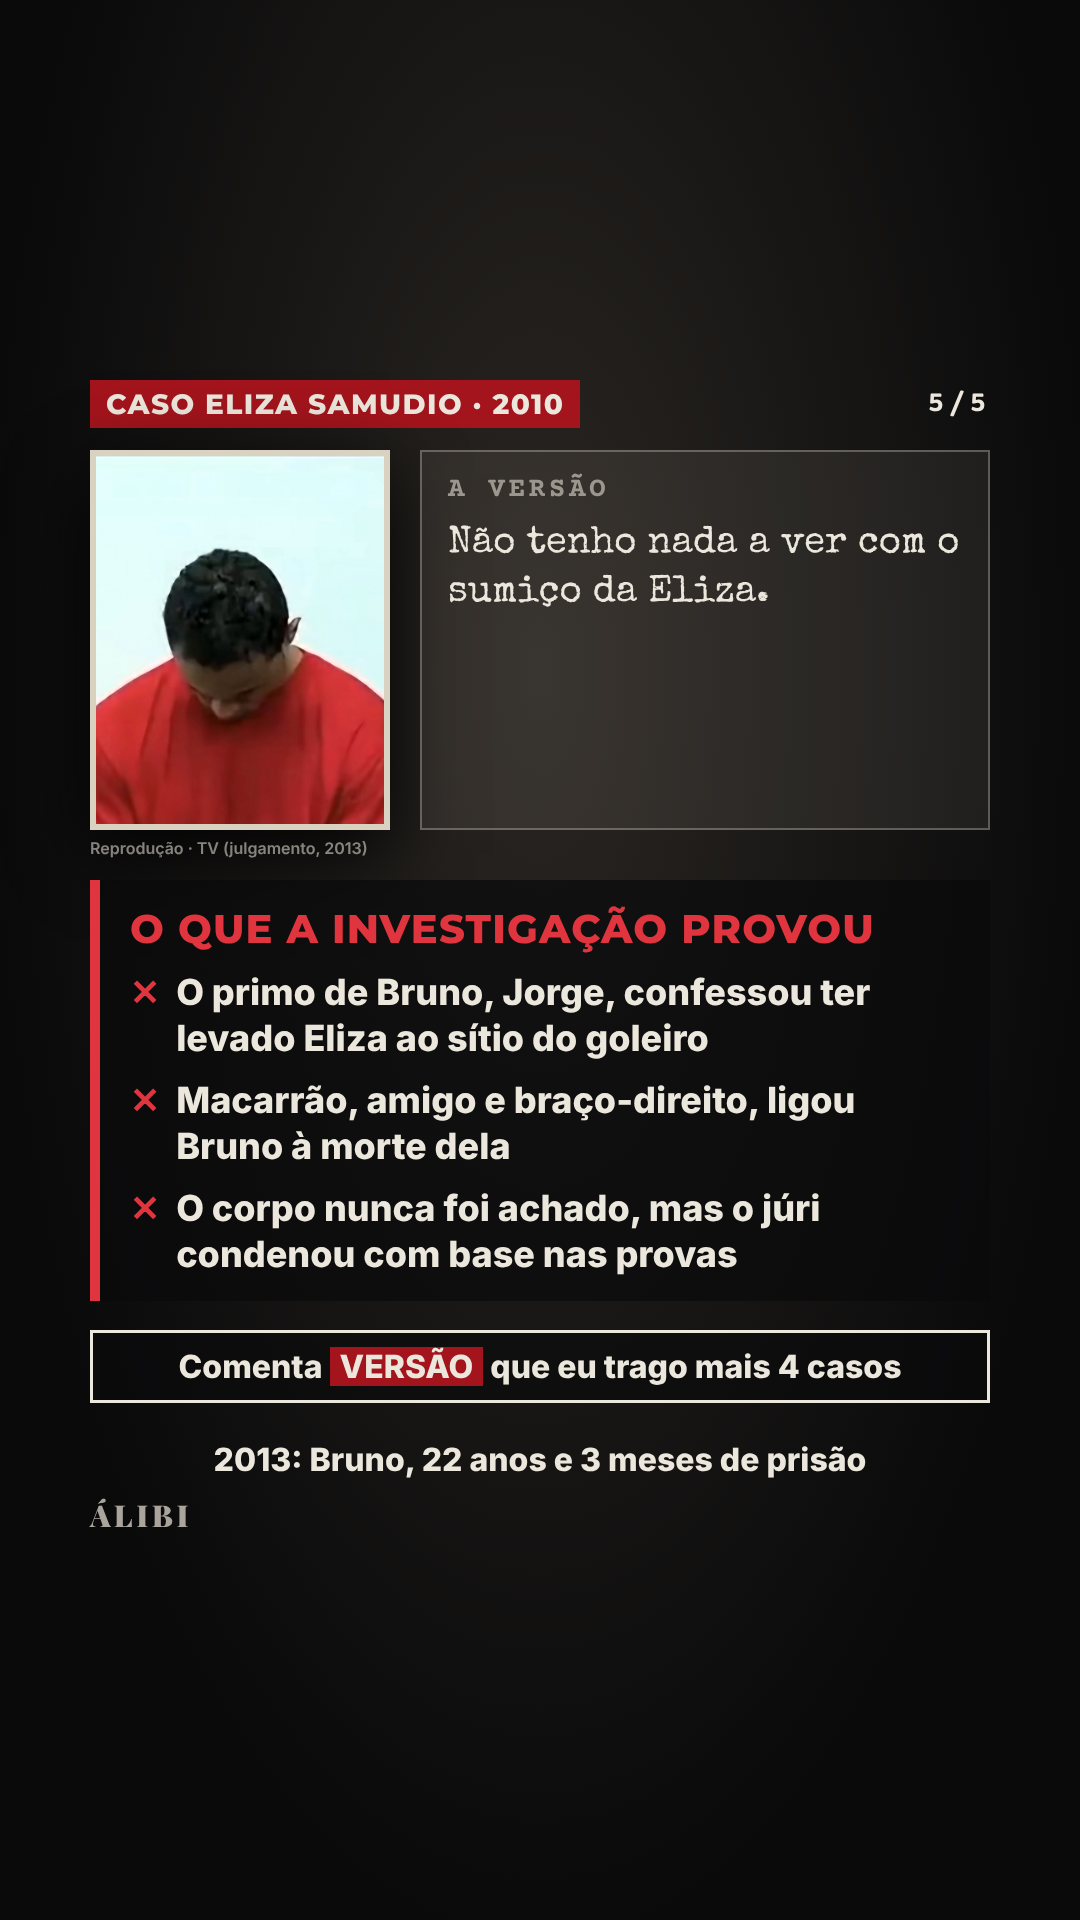 CASO ELIZA SAMUDIO · 2010
5 / 5
A VERSÃO
Não tenho nada a ver com o
sumiço da Eliza.
Reprodução · TV (julgamento, 2013)
O QUE A INVESTIGAÇÃO PROVOU
✕ O primo de Bruno, Jorge, confessou ter
levado Eliza ao sítio do goleiro
✕ Macarrão, amigo e braço-direito, ligou
Bruno à morte dela
✕ O corpo nunca foi achado, mas o júri
condenou com base nas provas
Comenta VERSÃO que eu trago mais 4 casos
2013: Bruno, 22 anos e 3 meses de prisão
ÁLIBI